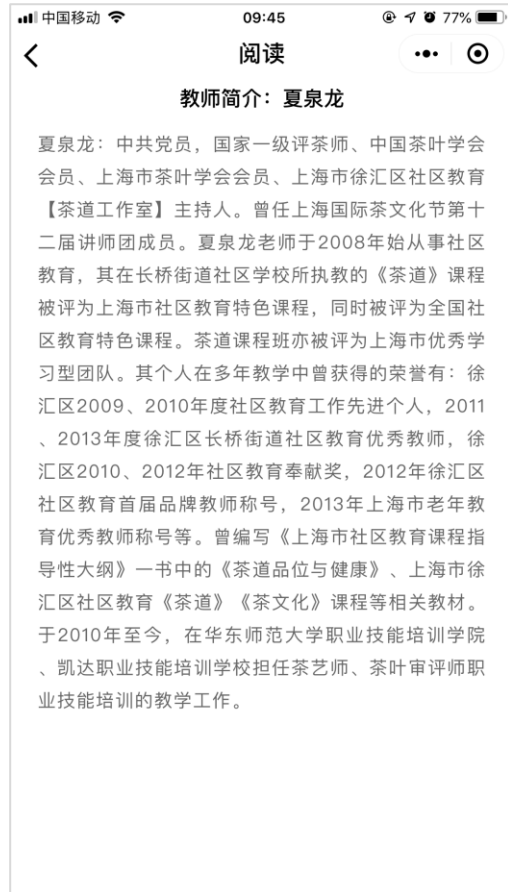 中国移动 09:45 77%
阅读
教师简介：夏泉龙
夏泉龙：中共党员，国家一级评茶师、中国茶叶学会
会员、上海市茶叶学会会员、上海市徐汇区社区教育
【茶道工作室】主持人。曾任上海国际茶文化节第十
二届讲师团成员。夏泉龙老师于2008年始从事社区
教育，其在长桥街道社区学校所执教的《茶道》课程
被评为上海市社区教育特色课程，同时被评为全国社
区教育特色课程。茶道课程班亦被评为上海市优秀学
习型团队。其个人在多年教学中曾获得的荣誉有：徐
汇区2009、2010年度社区教育工作先进个人，2011
、2013年度徐汇区长桥街道社区教育优秀教师，徐
汇区2010、2012年社区教育奉献奖，2012年徐汇区
社区教育首届品牌教师称号，2013年上海市老年教
育优秀教师称号等。曾编写《上海市社区教育课程指
导性大纲》一书中的《茶道品位与健康》、上海市徐
汇区社区教育《茶道》《茶文化》课程等相关教材。
于2010年至今，在华东师范大学职业技能培训学院
、凯达职业技能培训学校担任茶艺师、茶叶审评师职
业技能培训的教学工作。